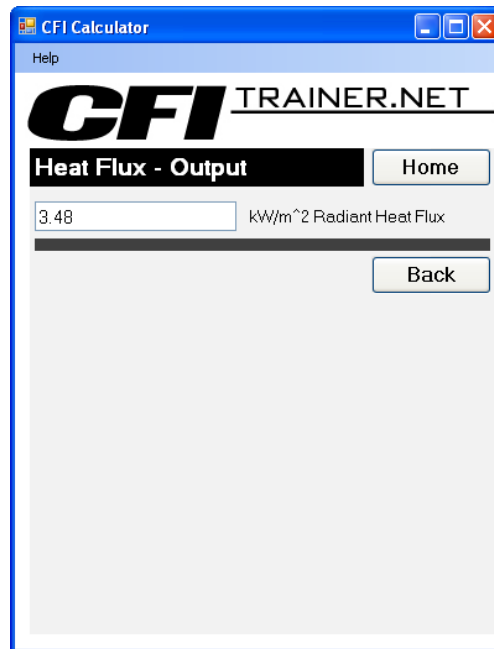 CFI Calculator
Help
CFI TRAINER.NET
Heat Flux - Output
Home
3.48 kW/m^2 Radiant Heat Flux
Back